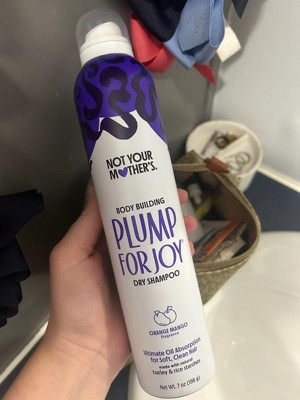 NOT YOUR
MOTHER'S.
BODY BUILDING
PLUMP
FOR JOY®
DRY SHAMPOO
ORANGE MANGO
fragrance
Ultimate Oil Absorption
for Soft, Clean Hair
made with natural
barley & rice starches
Net Wt. 7 oz (198 g)